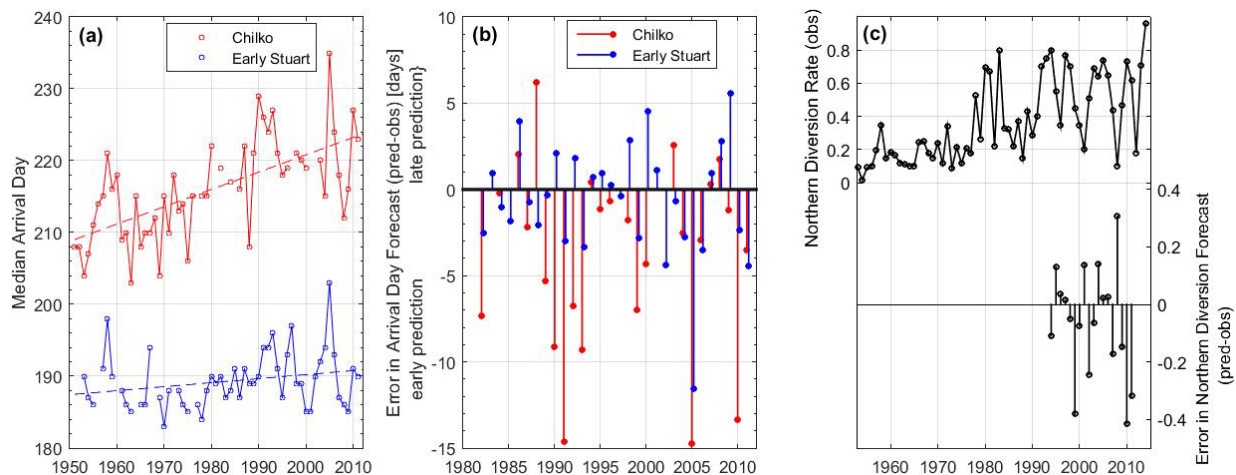 (a)
Chilko
Early Stuart
Median Arrival Day
240
230
220
210
200
190
180
1950 1960 1970 1980 1990 2000 2010
(b)
Chilko
Early Stuart
Error in Arrival Day Forecast (pred-obs) [days]
early prediction late prediction}
10
5
0
-5
-10
-15
1980 1985 1990 1995 2000 2005 2010
(c)
Northern Diversion Rate (obs)
0.8
0.6
0.4
0.2
0
Error in Northern Diversion Forecast
(pred-obs)
0.4
0.2
0
-0.2
-0.4
1960 1970 1980 1990 2000 2010